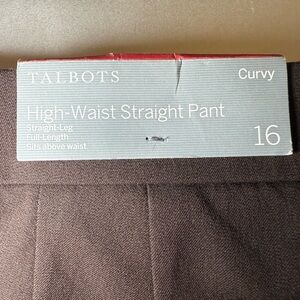 TALBOTS Curvy
High-Waist Straight Pant
Straight-Leg
Full-Length
Sits above waist 16